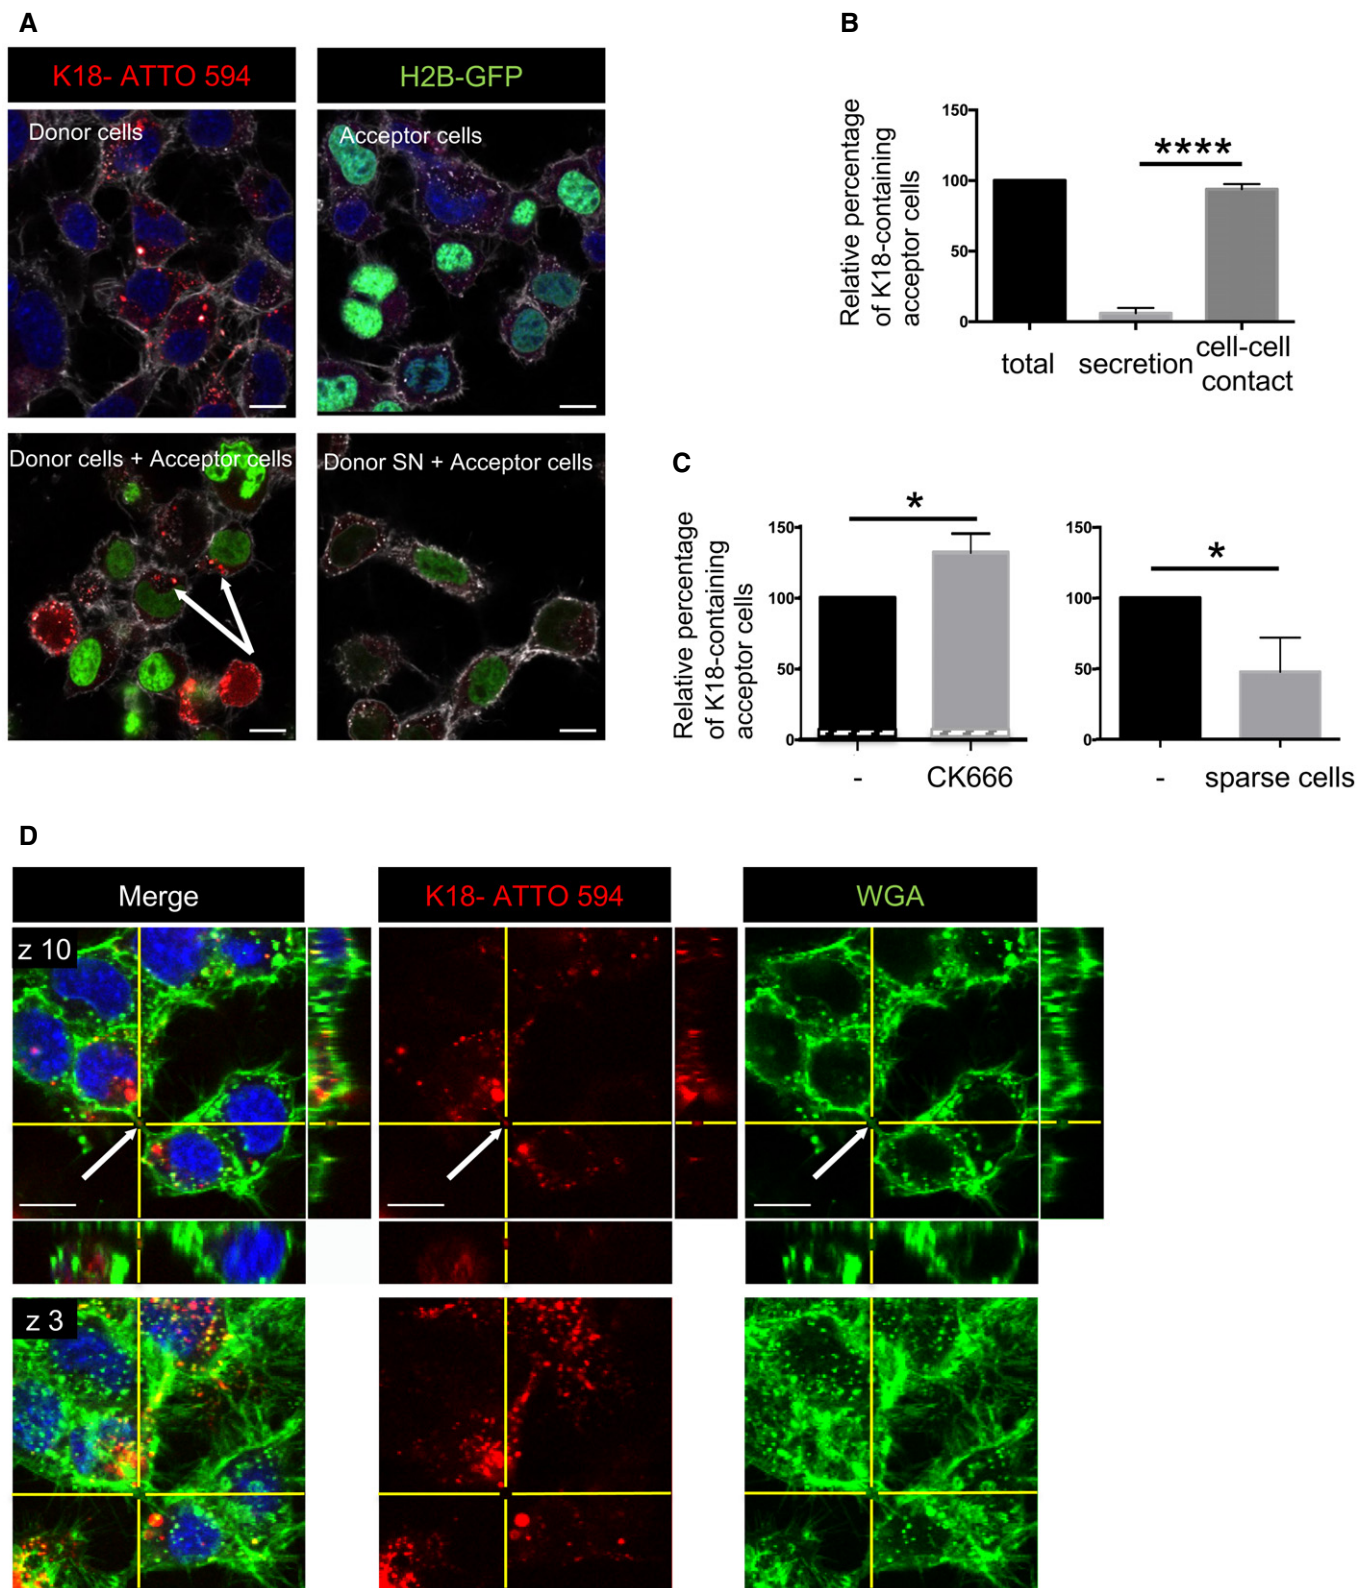 A
K18- ATTO 594
H2B-GFP
Donor cells
Acceptor cells
Donor cells + Acceptor cells
Donor SN + Acceptor cells
B
Relative percentage
of K18-containing
acceptor cells
150
100
50
0
****
total
secretion
cell-cell
contact
C
Relative percentage
of K18-containing
acceptor cells
150
100
50
0
*
-
CK666
150
100
50
0
*
-
sparse cells
D
Merge
K18- ATTO 594
WGA
z 10
z 3